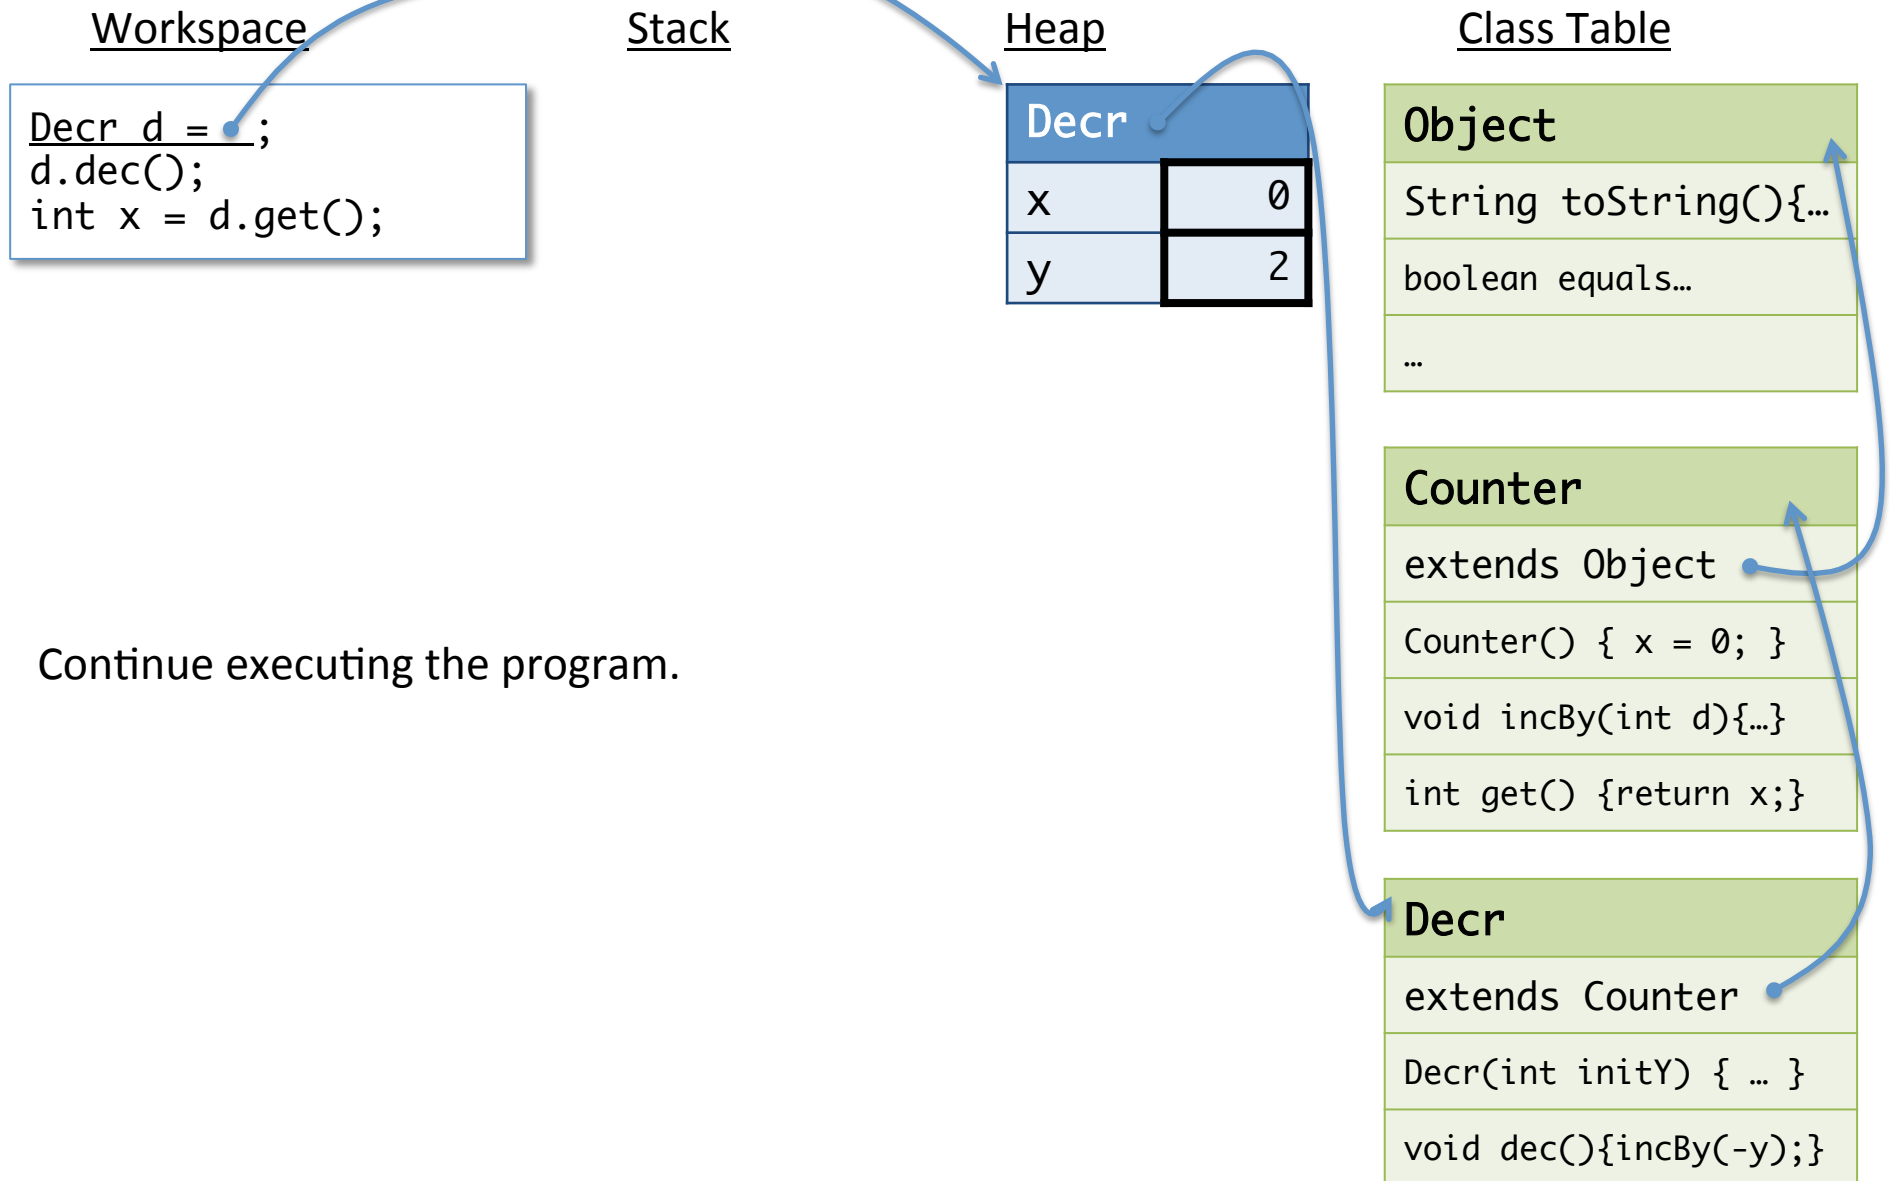 Workspace
Stack
Heap
Class Table
Decr d =  ;
d.dec();
int x = d.get();
Decr
x 0
y 2
Object
String toString(){…
boolean equals…
…
Counter
extends Object
Counter() { x = 0; }
void incBy(int d){…}
int get() {return x;}
Decr
extends Counter
Decr(int initY) { … }
void dec(){incBy(-y);}
Continue executing the program.